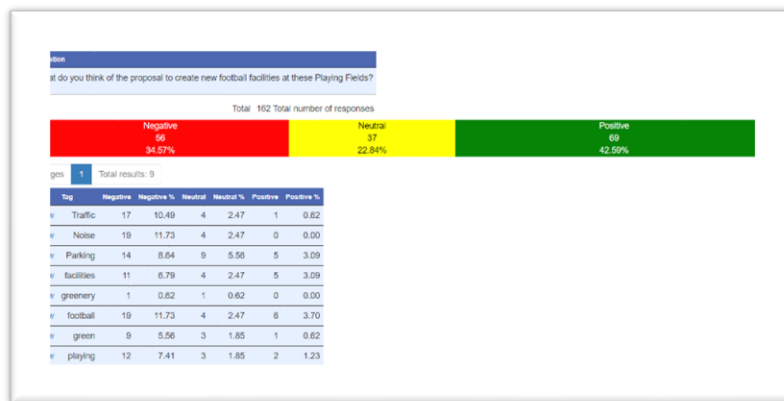 at do you think of the proposal to create new football facilities at these Playing Fields?
Total 162 Total number of responses
Negative Neutral Positive
56 37 69
34.57% 22.84% 42.59%
ges 1 Total results: 9
Tag Negative Negative % Neutral Neutral % Positive Positive %
w Traffic 17 10.49 4 2.47 1 0.62
w Noise 19 11.73 4 2.47 0 0.00
w Parking 14 8.64 9 5.56 5 3.09
w facilities 11 6.79 4 2.47 5 3.09
w greenery 1 0.62 1 0.62 0 0.00
w football 19 11.73 4 2.47 6 3.70
w green 9 5.56 3 1.85 1 0.62
w playing 12 7.41 3 1.85 2 1.23